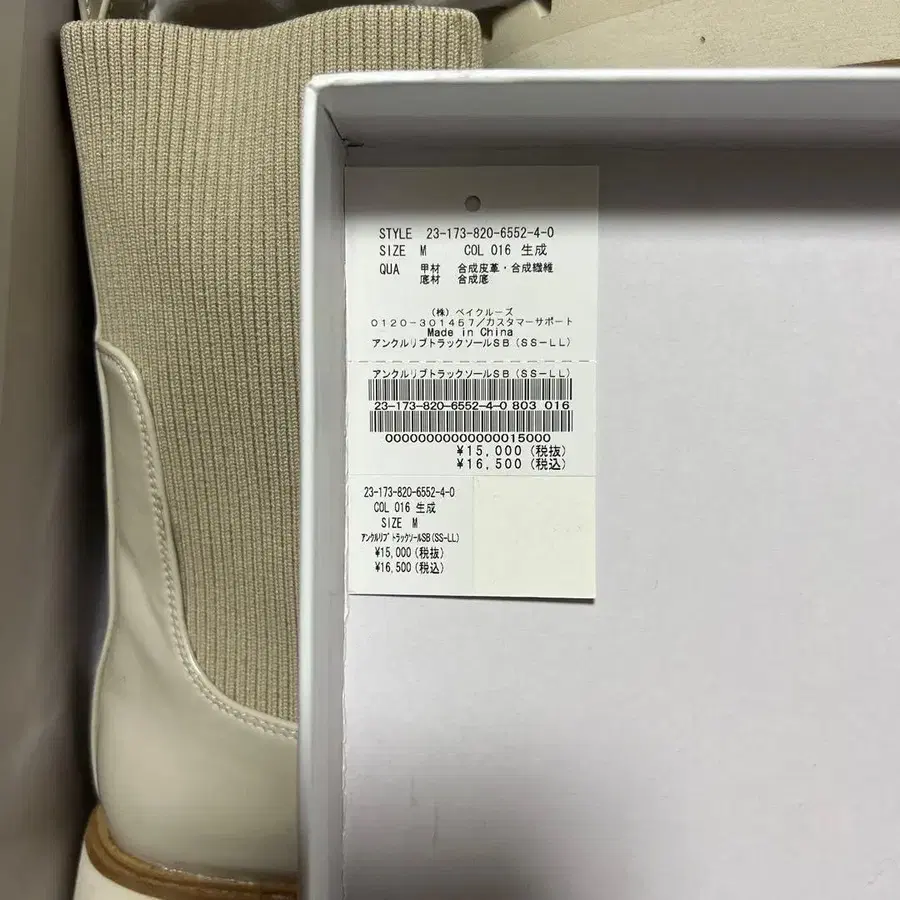 STYLE 23-173-820-6552-4-0
SIZE M COL 016 生成
QUA 甲材 合成皮革・合成繊維
底材 合成底
(株) ベイクルーズ
0120-301457/カスタマーサポート
Made in China
アンクルリブトラックソールSB (SS-LL)
アンクルリブトラックソールSB (SS-LL)
23-173-820-6552-4-0 803 016
00000000000000015000
¥15,000 (税抜)
¥16,500 (税込)
23-173-820-6552-4-0
COL 016 生成
SIZE M
アンクルリブトラックソールSB(SS-LL)
¥15,000 (税抜)
¥16,500 (税込)